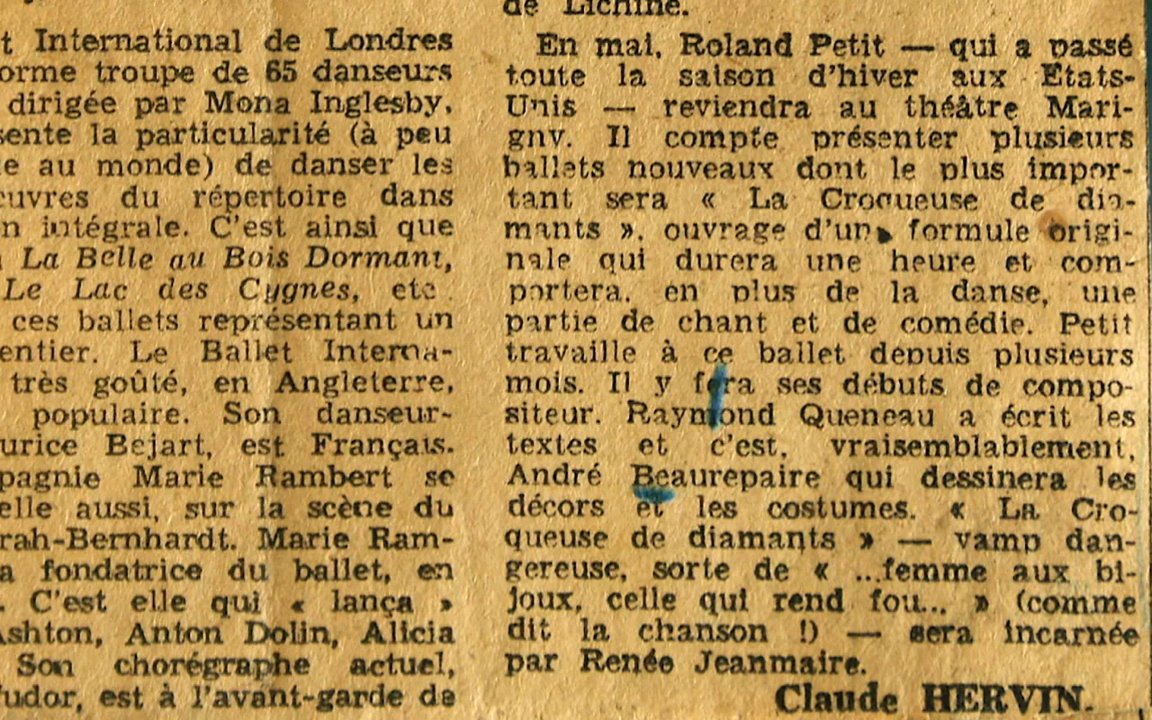 t International de Londres
orme troupe de 65 danseurs
dirigée par Mona Inglesby,
sente la particularité (à peu
e au monde) de danser les
uvres du répertoire dans
n intégrale. C'est ainsi que
La Belle au Bois Dormant,
Le Lac des Cygnes, etc.
ces ballets représentant un
entier. Le Ballet Interna-
très goûté, en Angleterre,
populaire. Son danseur-
urice Bejart, est Français.
pagnie Marie Rambert se
elle aussi, sur la scène du
rah-Bernhardt. Marie Ram-
a fondatrice du ballet, en
. C'est elle qui « lança »
Ashton, Anton Dolin, Alicia
Son chorégraphe actuel,
Tudor, est à l'avant-garde de
de Lichine.
En mai, Roland Petit — qui a passé
toute la saison d'hiver aux Etats-
Unis — reviendra au théâtre Mari-
gny. Il compte présenter plusieurs
ballets nouveaux dont le plus impor-
tant sera « La Croqueuse de dia-
mants », ouvrage d'une formule origi-
nale qui durera une heure et com-
portera, en plus de la danse, une
partie de chant et de comédie. Petit
travaille à ce ballet depuis plusieurs
mois. Il y fera ses débuts de compo-
siteur. Raymond Queneau a écrit les
textes et c'est, vraisemblablement,
André Beaurepaire qui dessinera les
décors et les costumes. « La Cro-
queuse de diamants » — vamp dan-
gereuse, sorte de « ...femme aux bi-
joux, celle qui rend fou... » (comme
dit la chanson !) — sera incarnée
par Renée Jeanmaire.
Claude HERVIN.